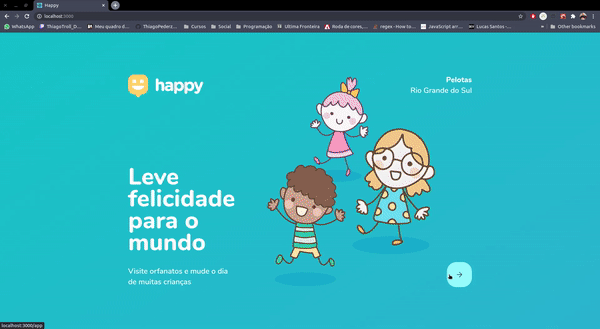 Happy
localhost:3000
WhatsApp
ThiagoTroll_D...
Meu quadro d...
ThiagoPederz...
Cursos
Social
Programação
Ultima Fronteira
Roda de cores,...
regex - How to...
JavaScript arr...
Lucas Santos -...
Other bookmarks
happy
Pelotas
Rio Grande do Sul
Leve
felicidade
para o
mundo
Visite orfanatos e mude o dia
de muitas crianças
localhost:3000/app